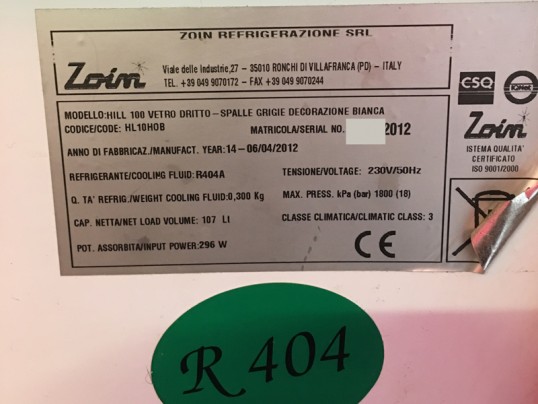 ZOIN REFRIGERAZIONE SRL
Zoin
Viale delle Industrie,27 - 35010 RONCHI DI VILLAFRANCA (PD) - ITALY
TEL. +39 049 9070172 - FAX +39 049 9070244
CSQ
IQNet
MODELLO:HILL 100 VETRO DRITTO-SPALLE GRIGIE DECORAZIONE BIANCA
CODICE/CODE: HL10HOB
MATRICOLA/SERIAL NO. 2012
ANNO DI FABBRICAZ./MANUFACT. YEAR:14-06/04/2012
REFRIGERANTE/COOLING FLUID:R404A
TENSIONE/VOLTAGE: 230V/50Hz
Q. TA' REFRIG./WEIGHT COOLING FLUID:0,300 Kg
MAX. PRESS. kPa (bar) 1800 (18)
CAP. NETTA/NET LOAD VOLUME: 107 LI
CLASSE CLIMATICA/CLIMATIC CLASS: 3
POT. ASSORBITA/INPUT POWER:296 W
CE
Zoin
ISTEMA QUALITA'
CERTIFICATO
ISO 9001/2000
R 404